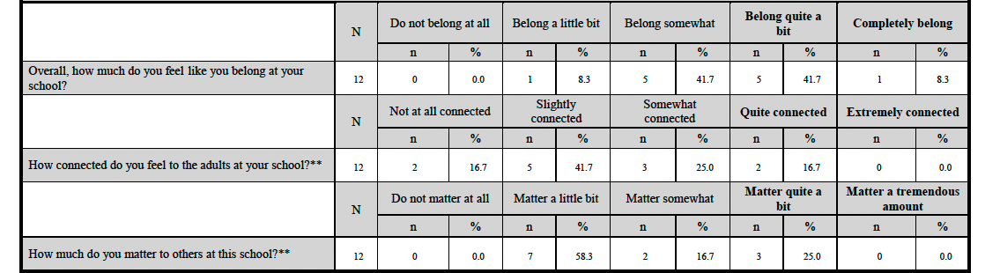 N Do not belong at all Belong a little bit Belong somewhat Belong quite a bit Completely belong
n % n % n % n % n %
Overall, how much do you feel like you belong at your school? 12 0 0.0 1 8.3 5 41.7 5 41.7 1 8.3
N Not at all connected Slightly connected Somewhat connected Quite connected Extremely connected
n % n % n % n % n %
How connected do you feel to the adults at your school?** 12 2 16.7 5 41.7 3 25.0 2 16.7 0 0.0
N Do not matter at all Matter a little bit Matter somewhat Matter quite a bit Matter a tremendous amount
n % n % n % n % n %
How much do you matter to others at this school?** 12 0 0.0 7 58.3 2 16.7 3 25.0 0 0.0